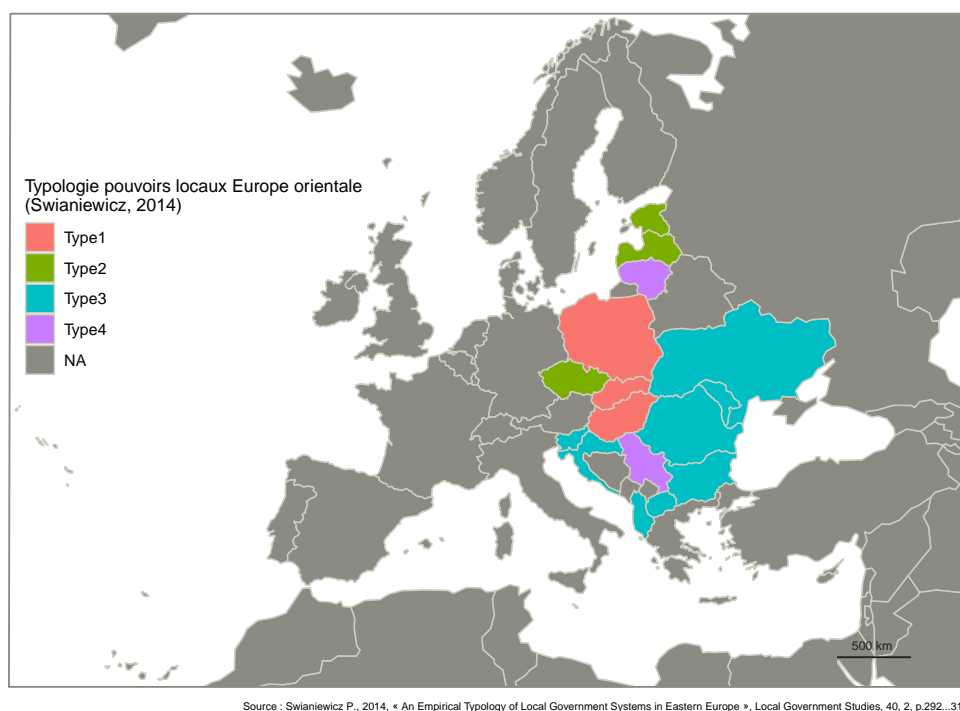 Typologie pouvoirs locaux Europe orientale
(Swianiewicz, 2014)
Type1
Type2
Type3
Type4
NA
500 km
Source : Swianiewicz P., 2014, « An Empirical Typology of Local Government Systems in Eastern Europe », Local Government Studies, 40, 2, p.292...31